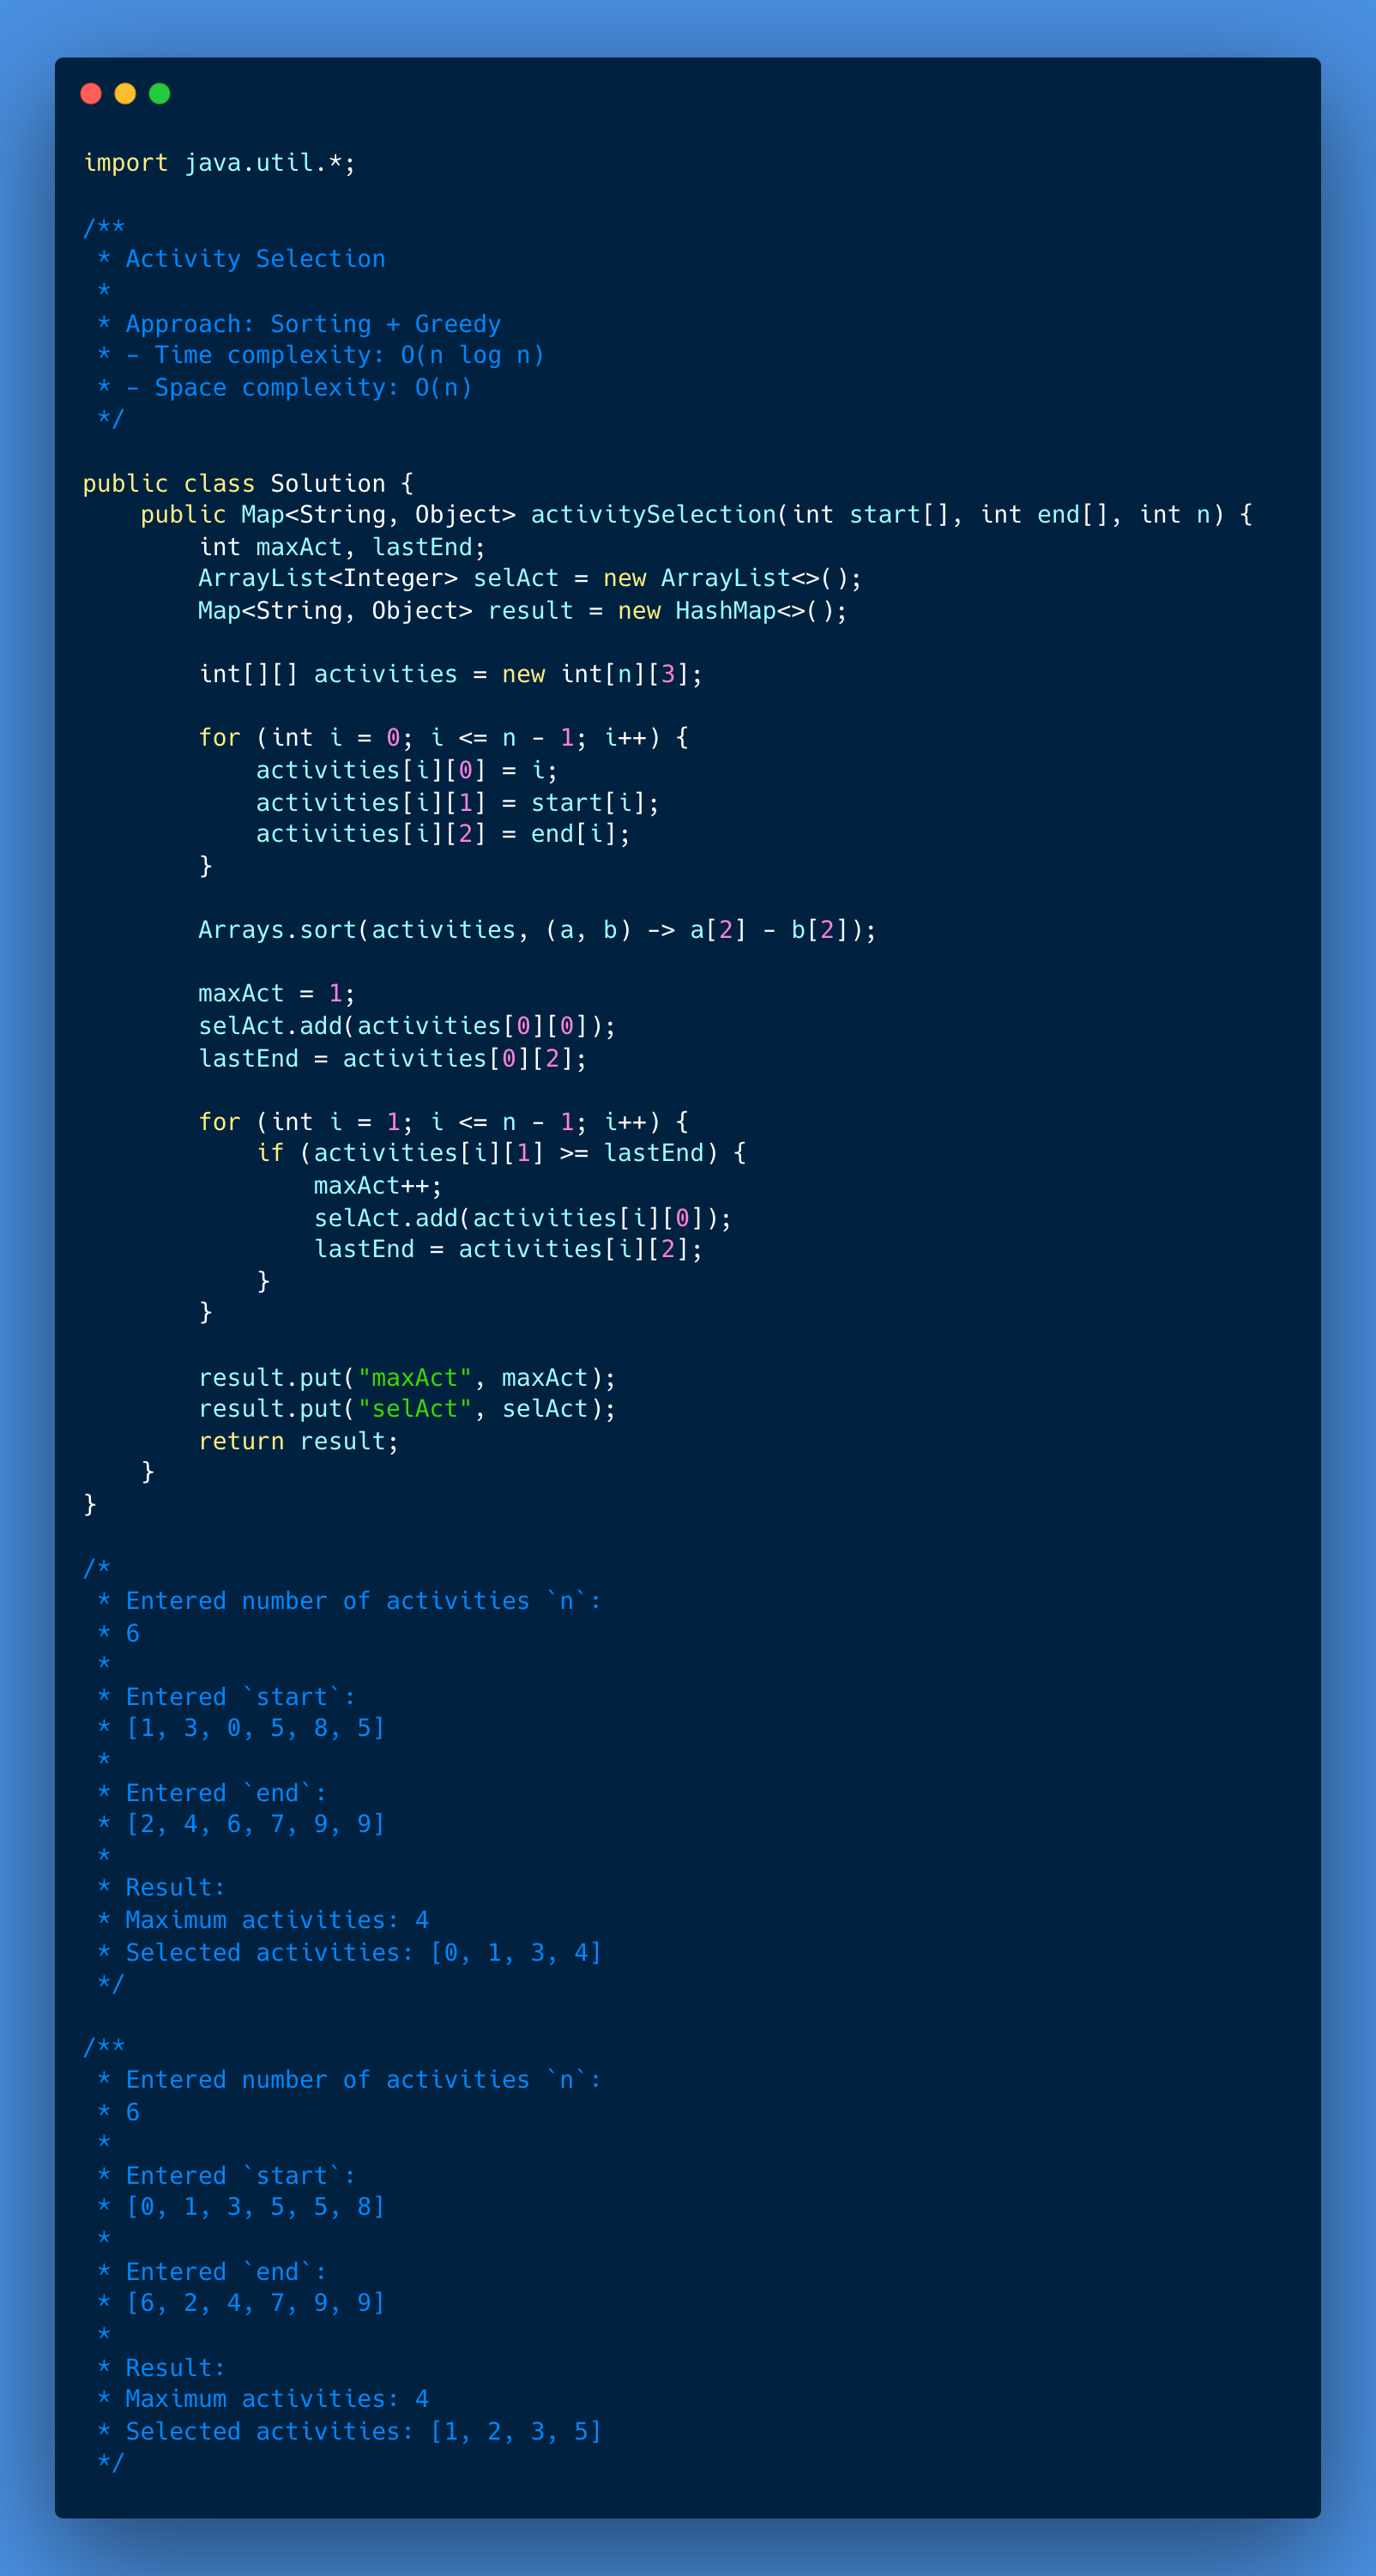 import java.util.*;

/**
 * Activity Selection
 *
 * Approach: Sorting + Greedy
 * - Time complexity: O(n log n)
 * - Space complexity: O(n)
 */

public class Solution {
    public Map<String, Object> activitySelection(int start[], int end[], int n) {
        int maxAct, lastEnd;
        ArrayList<Integer> selAct = new ArrayList<>();
        Map<String, Object> result = new HashMap<>();

        int[][] activities = new int[n][3];

        for (int i = 0; i <= n - 1; i++) {
            activities[i][0] = i;
            activities[i][1] = start[i];
            activities[i][2] = end[i];
        }

        Arrays.sort(activities, (a, b) -> a[2] - b[2]);

        maxAct = 1;
        selAct.add(activities[0][0]);
        lastEnd = activities[0][2];

        for (int i = 1; i <= n - 1; i++) {
            if (activities[i][1] >= lastEnd) {
                maxAct++;
                selAct.add(activities[i][0]);
                lastEnd = activities[i][2];
            }
        }

        result.put("maxAct", maxAct);
        result.put("selAct", selAct);
        return result;
    }
}

/*
 * Entered number of activities `n`:
 * 6
 *
 * Entered `start`:
 * [1, 3, 0, 5, 8, 5]
 *
 * Entered `end`:
 * [2, 4, 6, 7, 9, 9]
 *
 * Result:
 * Maximum activities: 4
 * Selected activities: [0, 1, 3, 4]
 */

/**
 * Entered number of activities `n`:
 * 6
 *
 * Entered `start`:
 * [0, 1, 3, 5, 5, 8]
 *
 * Entered `end`:
 * [6, 2, 4, 7, 9, 9]
 *
 * Result:
 * Maximum activities: 4
 * Selected activities: [1, 2, 3, 5]
 */